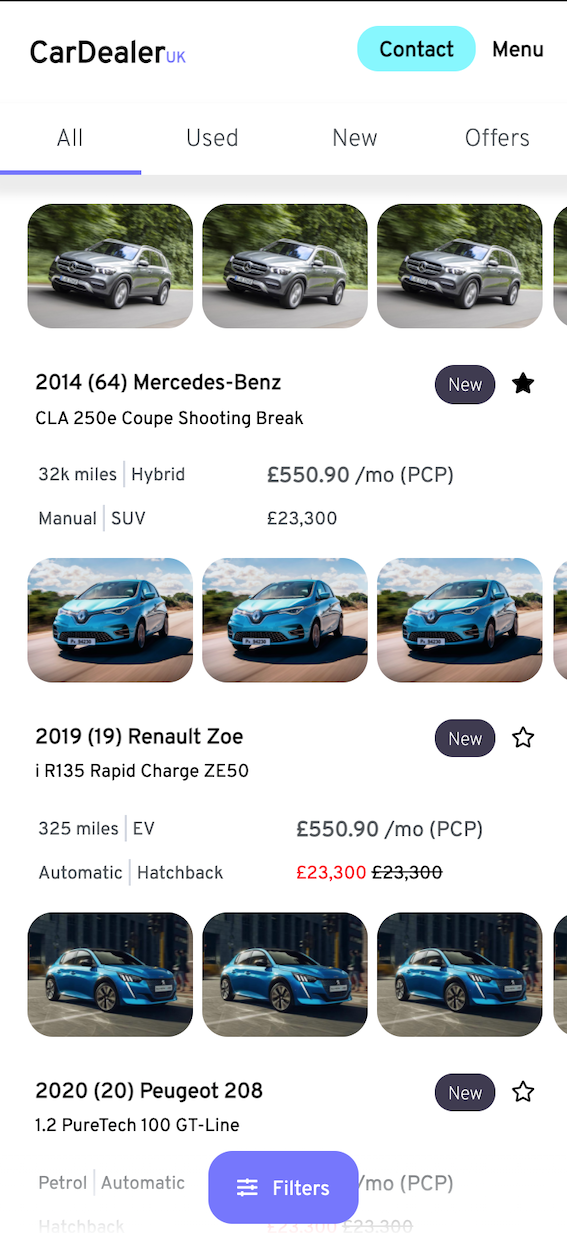 CarDealerUK Contact Menu
All Used New Offers
2014 (64) Mercedes-Benz New
CLA 250e Coupe Shooting Break
32k miles | Hybrid £550.90 /mo (PCP)
Manual | SUV £23,300
2019 (19) Renault Zoe New
i R135 Rapid Charge ZE50
325 miles | EV £550.90 /mo (PCP)
Automatic | Hatchback £23,300 £23,300
2020 (20) Peugeot 208 New
1.2 PureTech 100 GT-Line
Petrol | Automatic Filters /mo (PCP)
Hatchback £23,300 £23,300